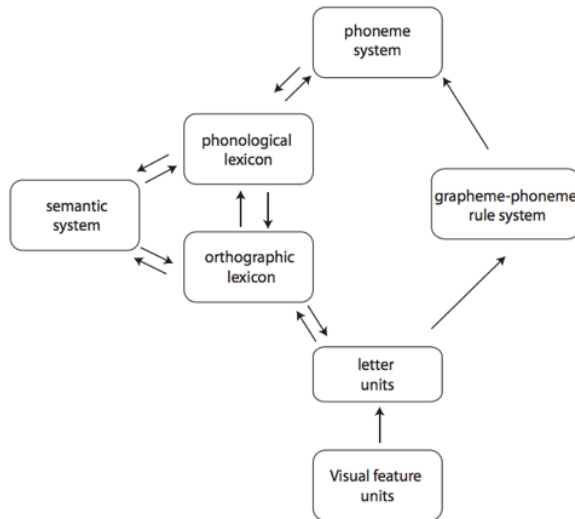 phoneme
system
phonological
lexicon
grapheme-phoneme
rule system
semantic
system
orthographic
lexicon
letter
units
Visual feature
units